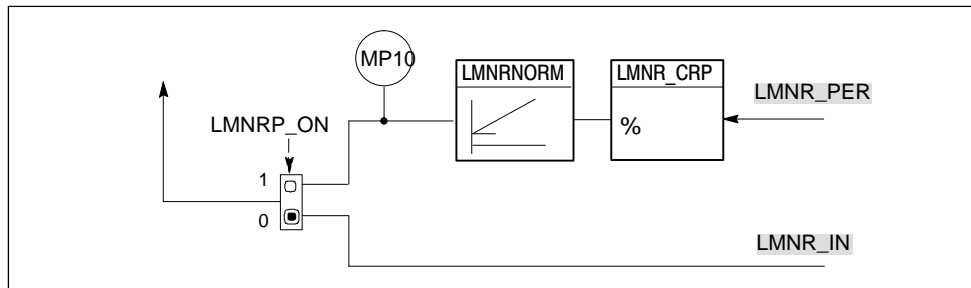 MP10
LMNRNORM
LMNR_CRP
LMNR_PER
LMNRP_ON
%
1
0
LMNR_IN